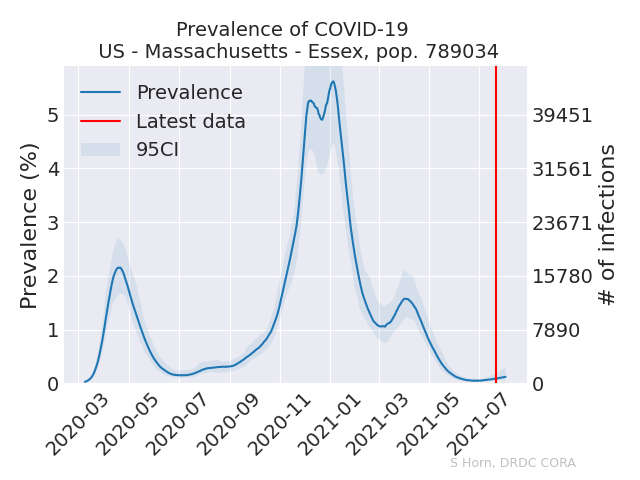 Prevalence of COVID-19
US - Massachusetts - Essex, pop. 789034
Prevalence
Latest data
95CI
Prevalence (%)
5
4
3
2
1
0
39451
31561
23671
15780
7890
0
# of infections
2020-03
2020-05
2020-07
2020-09
2020-11
2021-01
2021-03
2021-05
2021-07
S Horn, DRDC CORA